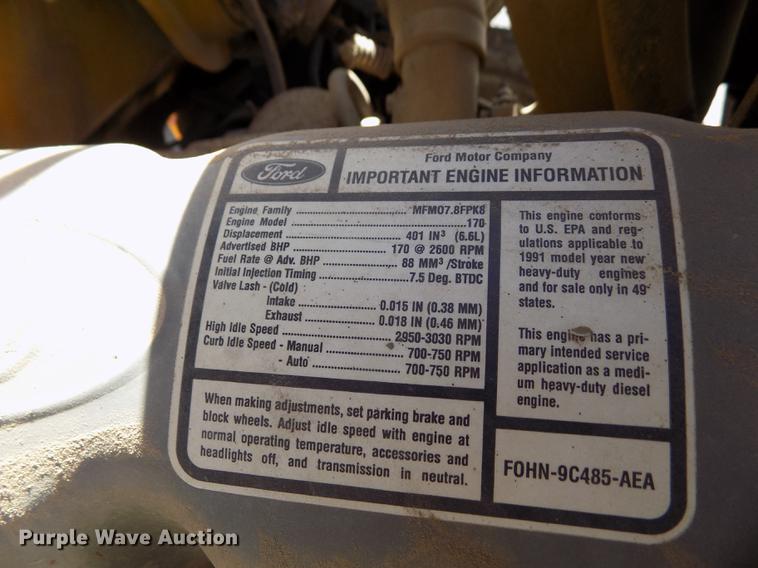 Ford
Ford Motor Company
IMPORTANT ENGINE INFORMATION
Engine Family ........ MFM07.8FPK8
Engine Model ........ 170
Displacement ........ 401 IN³ (6.6L)
Advertised BHP ........ 170 @ 2600 RPM
Fuel Rate @ Adv. BHP ........ 88 MM³ /Stroke
Initial Injection Timing ........ 7.5 Deg. BTDC
Valve Lash - (Cold)
Intake ........ 0.015 IN (0.38 MM)
Exhaust ........ 0.018 IN (0.46 MM)
High Idle Speed ........ 2950-3030 RPM
Curb Idle Speed - Manual ........ 700-750 RPM
- Auto ........ 700-750 RPM
This engine conforms
to U.S. EPA and reg-
ulations applicable to
1991 model year new
heavy-duty engines
and for sale only in 49
states.
This engine has a pri-
mary intended service
application as a medi-
um heavy-duty diesel
engine.
When making adjustments, set parking brake and
block wheels. Adjust idle speed with engine at
normal operating temperature, accessories and
headlights off, and transmission in neutral.
FOHN-9C485-AEA
Purple Wave Auction